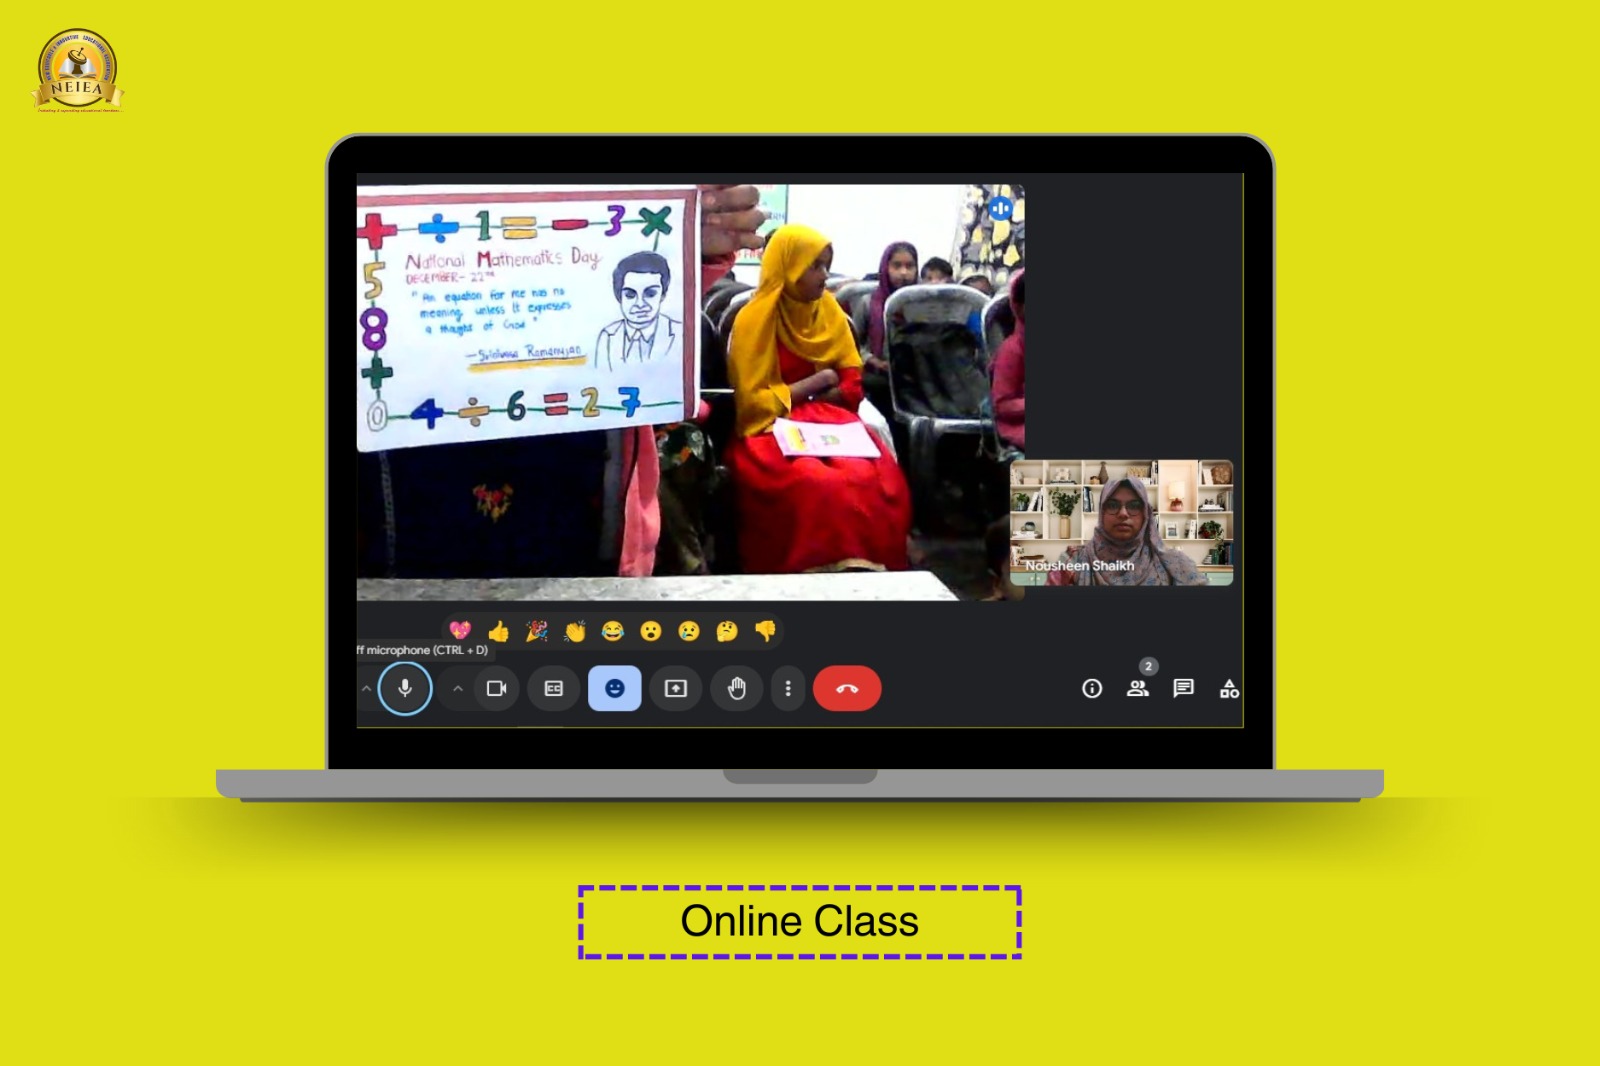 NEIEA
+ ÷ 1 = - 3 ×
National Mathematics Day
DECEMBER- 22nd
"An equation for me has no
meaning, unless it expresses
a thought of God"
-Srinivasa Ramanujan
5
8
+
0 4 ÷ 6 = 2 7
Nousheen Shaikh
ff microphone (CTRL + D)
CC
2
Online Class